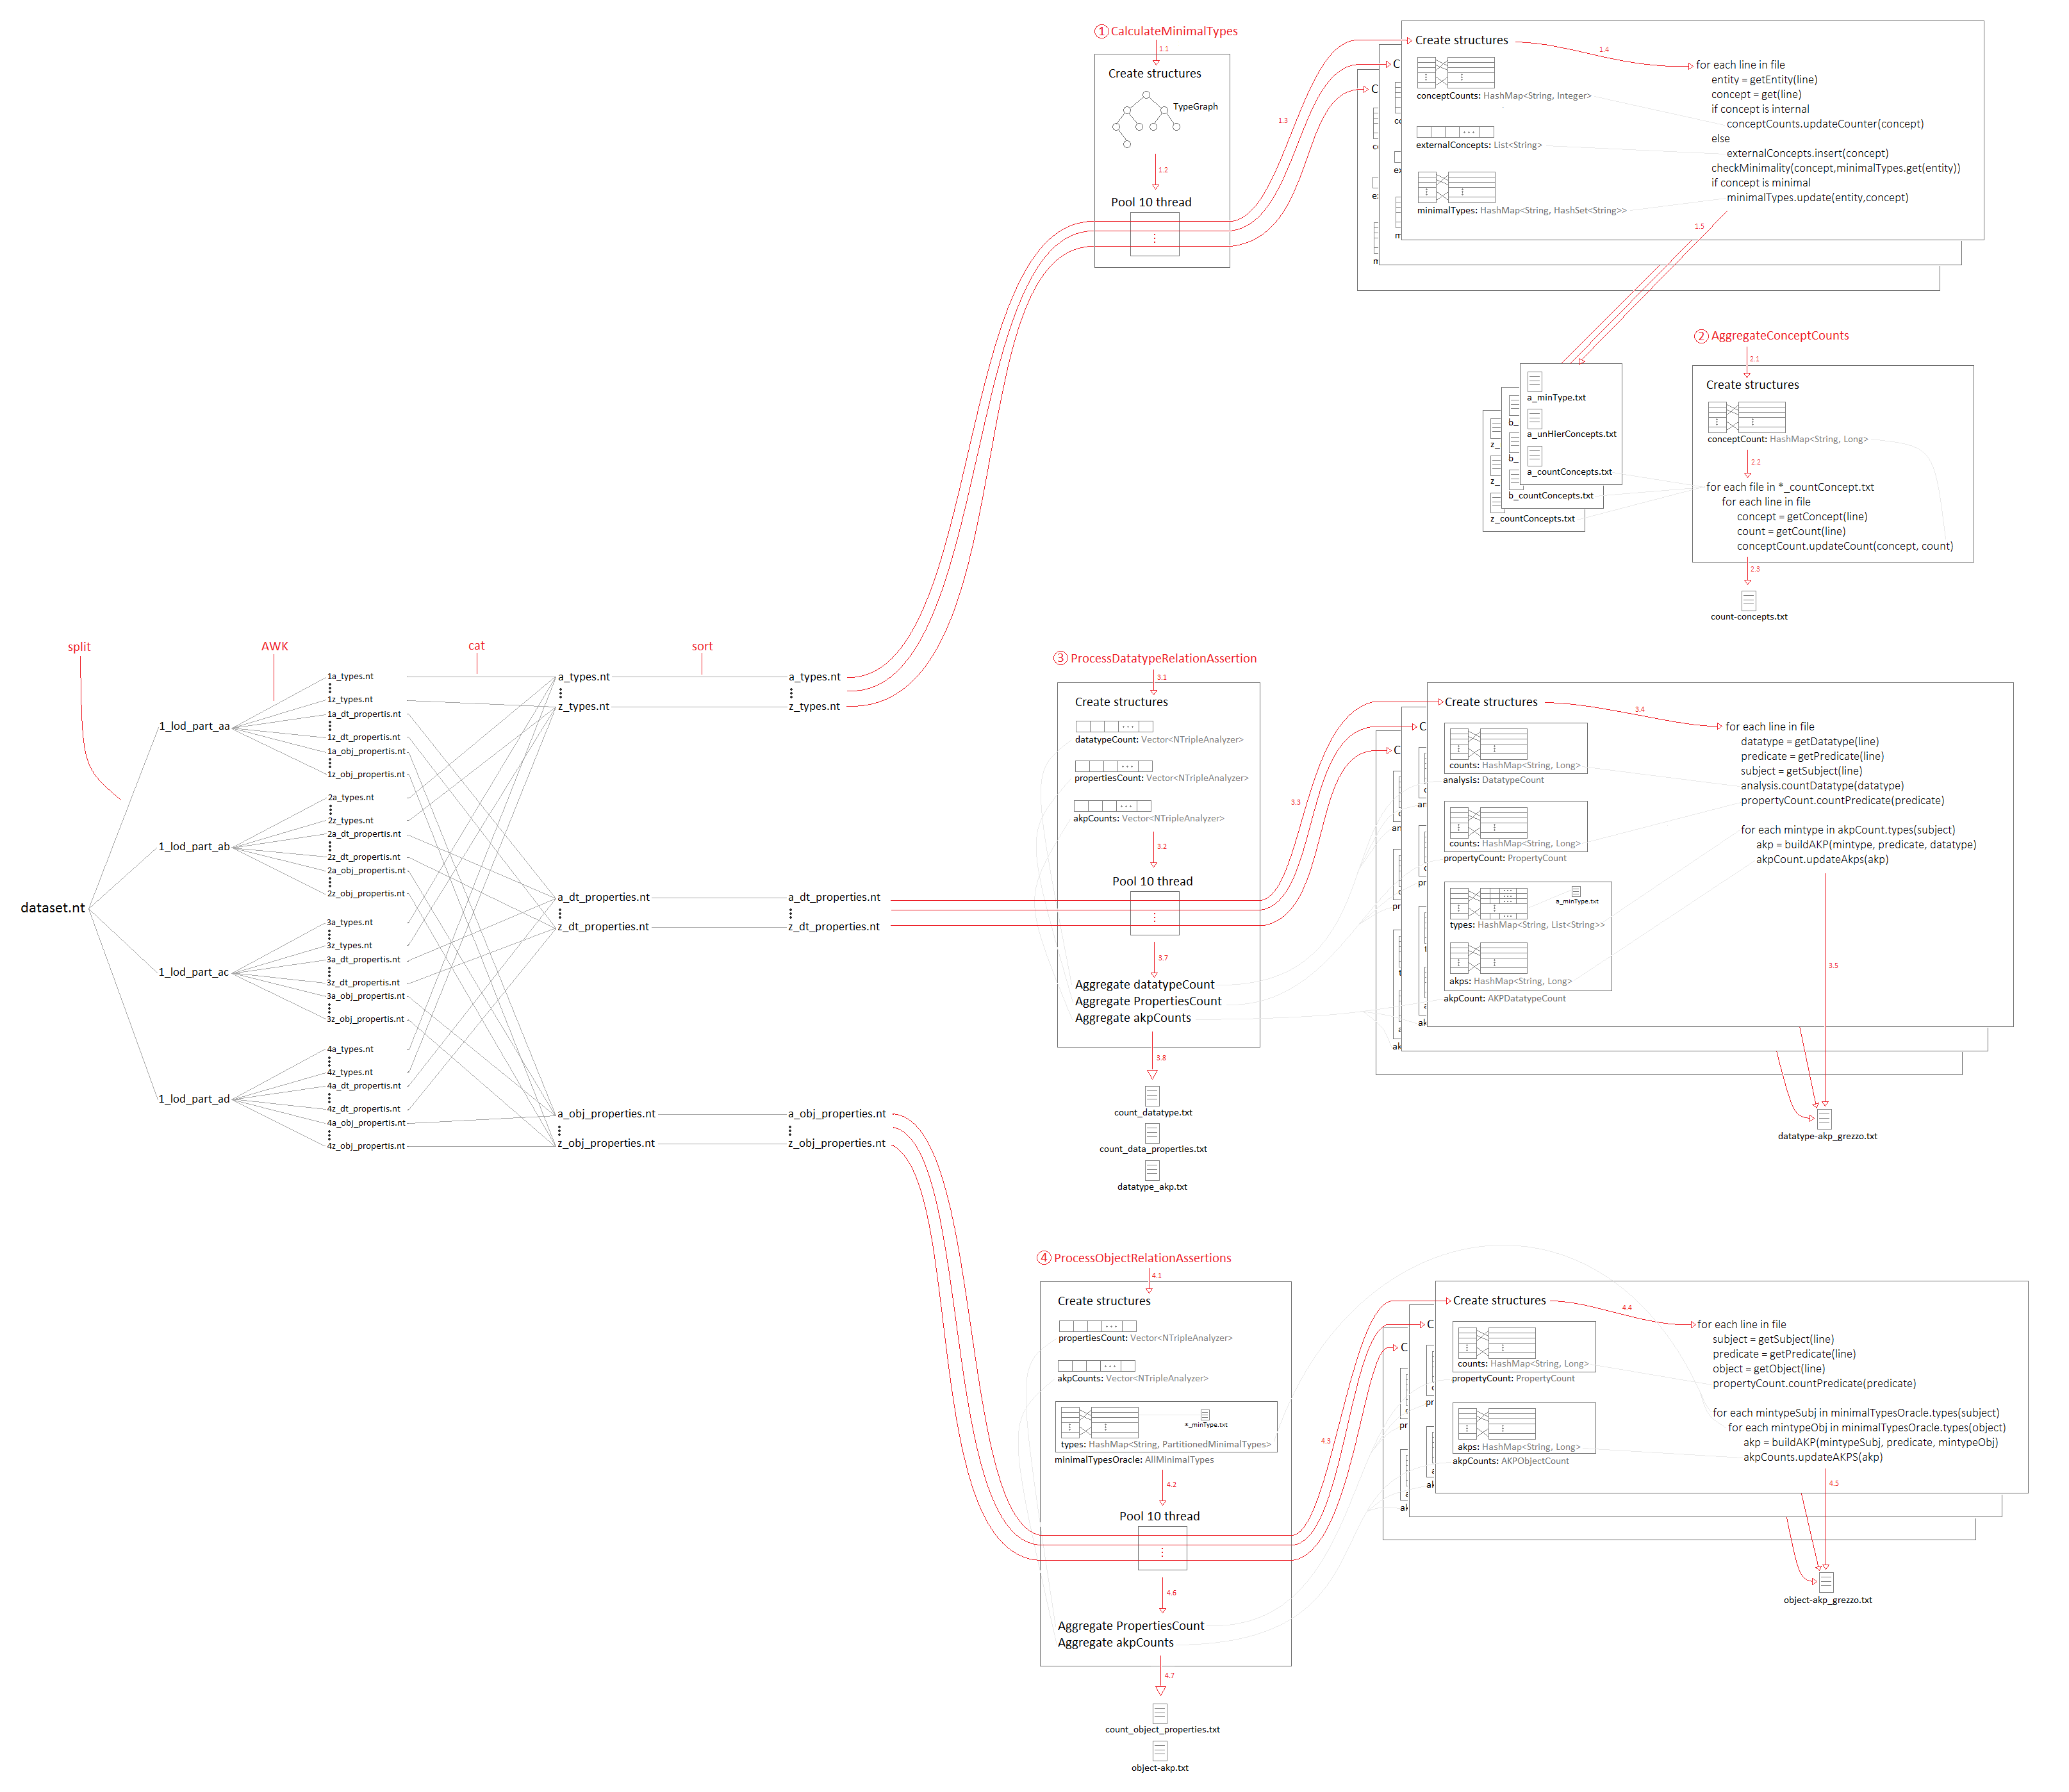 split
AWK
cat
sort
dataset.nt
1_lod_part_aa
1_lod_part_ab
1_lod_part_ac
1_lod_part_ad
1a_types.nt
1z_types.nt
1a_dt_propertis.nt
1z_dt_propertis.nt
1a_obj_propertis.nt
1z_obj_propertis.nt
2a_types.nt
2z_types.nt
2a_dt_propertis.nt
2z_dt_propertis.nt
2a_obj_propertis.nt
2z_obj_propertis.nt
3a_types.nt
3z_types.nt
3a_dt_propertis.nt
3z_dt_propertis.nt
3a_obj_propertis.nt
3z_obj_propertis.nt
4a_types.nt
4z_types.nt
4a_dt_propertis.nt
4z_dt_propertis.nt
4a_obj_propertis.nt
4z_obj_propertis.nt
a_types.nt
z_types.nt
a_dt_properties.nt
z_dt_properties.nt
a_obj_properties.nt
z_obj_properties.nt
a_types.nt
z_types.nt
a_dt_properties.nt
z_dt_properties.nt
a_obj_properties.nt
z_obj_properties.nt
1 CalculateMinimalTypes
1.1
Create structures
TypeGraph
1.2
Pool 10 thread
1.3
Create structures
conceptCounts: HashMap<String, Integer>
externalConcepts: List<String>
minimalTypes: HashMap<String, HashSet<String>>
1.4
for each line in file
entity = getEntity(line)
concept = get(line)
if concept is internal
conceptCounts.updateCounter(concept)
else
externalConcepts.insert(concept)
checkMinimality(concept,minimalTypes.get(entity))
if concept is minimal
minimalTypes.update(entity,concept)
1.5
a_minType.txt
a_unHierConcepts.txt
a_countConcepts.txt
b_
b_
b_countConcepts.txt
z_
z_
z_countConcepts.txt
2 AggregateConceptCounts
2.1
Create structures
conceptCount: HashMap<String, Long>
2.2
for each file in *_countConcept.txt
for each line in file
concept = getConcept(line)
count = getCount(line)
conceptCount.updateCount(concept, count)
2.3
count-concepts.txt
3 ProcessDatatypeRelationAssertion
3.1
Create structures
datatypeCount: Vector<NTripleAnalyzer>
propertiesCount: Vector<NTripleAnalyzer>
akpCounts: Vector<NTripleAnalyzer>
3.2
Pool 10 thread
3.7
Aggregate datatypeCount
Aggregate PropertiesCount
Aggregate akpCounts
3.8
count_datatype.txt
count_data_properties.txt
datatype_akp.txt
3.3
Create structures
counts: HashMap<String, Long>
analysis: DatatypeCount
counts: HashMap<String, Long>
propertyCount: PropertyCount
a_minType.txt
types: HashMap<String, List<String>>
akps: HashMap<String, Long>
akpCount: AKPDatatypeCount
3.4
for each line in file
datatype = getDatatype(line)
predicate = getPredicate(line)
subject = getSubject(line)
analysis.countDatatype(datatype)
propertyCount.countPredicate(predicate)
for each mintype in akpCount.types(subject)
akp = buildAKP(mintype, predicate, datatype)
akpCount.updateAkps(akp)
3.5
datatype-akp_grezzo.txt
4 ProcessObjectRelationAssertions
4.1
Create structures
propertiesCount: Vector<NTripleAnalyzer>
akpCounts: Vector<NTripleAnalyzer>
*_minType.txt
types: HashMap<String, PartitionedMinimalTypes>
minimalTypesOracle: AllMinimalTypes
4.2
Pool 10 thread
4.6
Aggregate PropertiesCount
Aggregate akpCounts
4.7
count_object_properties.txt
object-akp.txt
4.3
Create structures
counts: HashMap<String, Long>
propertyCount: PropertyCount
akps: HashMap<String, Long>
akpCounts: AKPObjectCount
4.4
for each line in file
subject = getSubject(line)
predicate = getPredicate(line)
object = getObject(line)
propertyCount.countPredicate(predicate)
for each mintypeSubj in minimalTypesOracle.types(subject)
for each mintypeObj in minimalTypesOracle.types(object)
akp = buildAKP(mintypeSubj, predicate, mintypeObj)
akpCounts.updateAKPS(akp)
4.5
object-akp_grezzo.txt